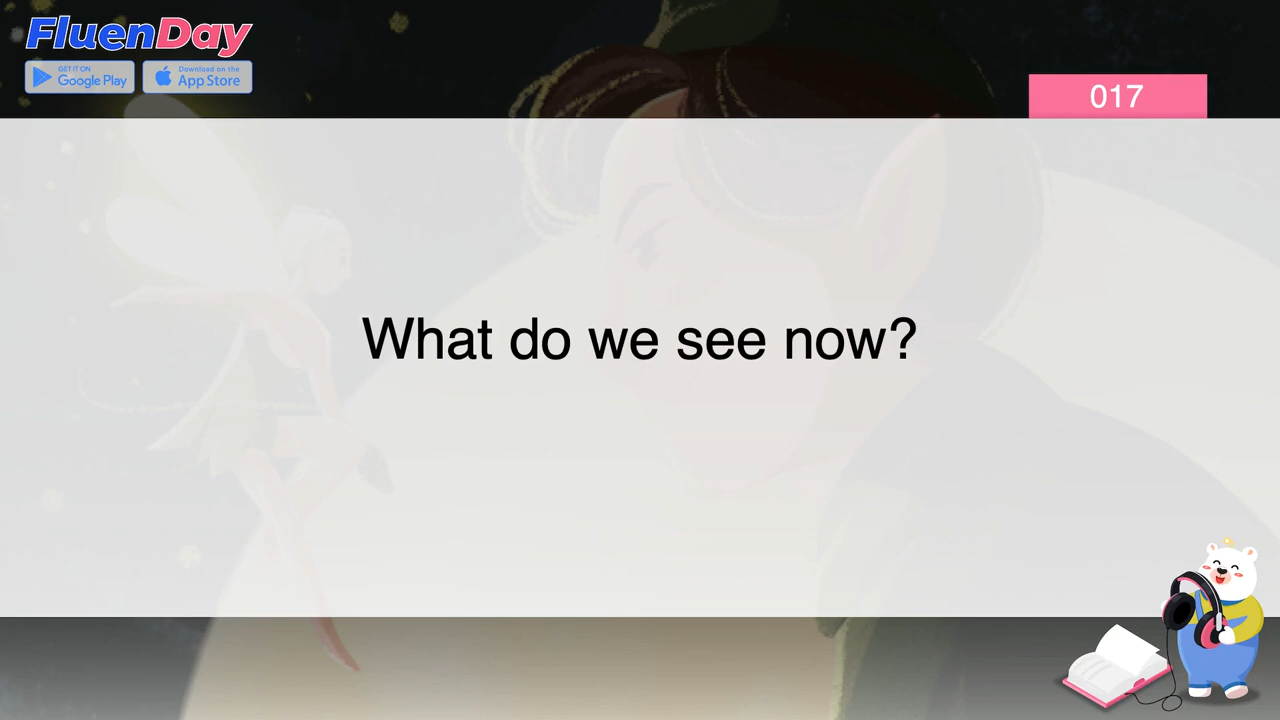 FluenDay
GET IT ON
Google Play
Download on the
App Store
017
What do we see now?